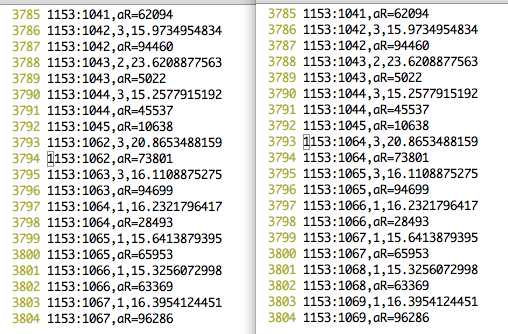 3785 1153:1041,aR=62094
3786 1153:1042,3,15.9734954834
3787 1153:1042,aR=94460
3788 1153:1043,2,23.6208877563
3789 1153:1043,aR=5022
3790 1153:1044,3,15.2577915192
3791 1153:1044,aR=45537
3792 1153:1045,aR=10638
3793 1153:1062,3,20.8653488159
3794 1153:1062,aR=73801
3795 1153:1063,3,16.1108875275
3796 1153:1063,aR=94699
3797 1153:1064,1,16.2321796417
3798 1153:1064,aR=28493
3799 1153:1065,1,15.6413879395
3800 1153:1065,aR=65953
3801 1153:1066,1,15.3256072998
3802 1153:1066,aR=63369
3803 1153:1067,1,16.3954124451
3804 1153:1067,aR=96286
3785 1153:1041,aR=62094
3786 1153:1042,3,15.9734954834
3787 1153:1042,aR=94460
3788 1153:1043,2,23.6208877563
3789 1153:1043,aR=5022
3790 1153:1044,3,15.2577915192
3791 1153:1044,aR=45537
3792 1153:1045,aR=10638
3793 1153:1064,3,20.8653488159
3794 1153:1064,aR=73801
3795 1153:1065,3,16.1108875275
3796 1153:1065,aR=94699
3797 1153:1066,1,16.2321796417
3798 1153:1066,aR=28493
3799 1153:1067,1,15.6413879395
3800 1153:1067,aR=65953
3801 1153:1068,1,15.3256072998
3802 1153:1068,aR=63369
3803 1153:1069,1,16.3954124451
3804 1153:1069,aR=96286